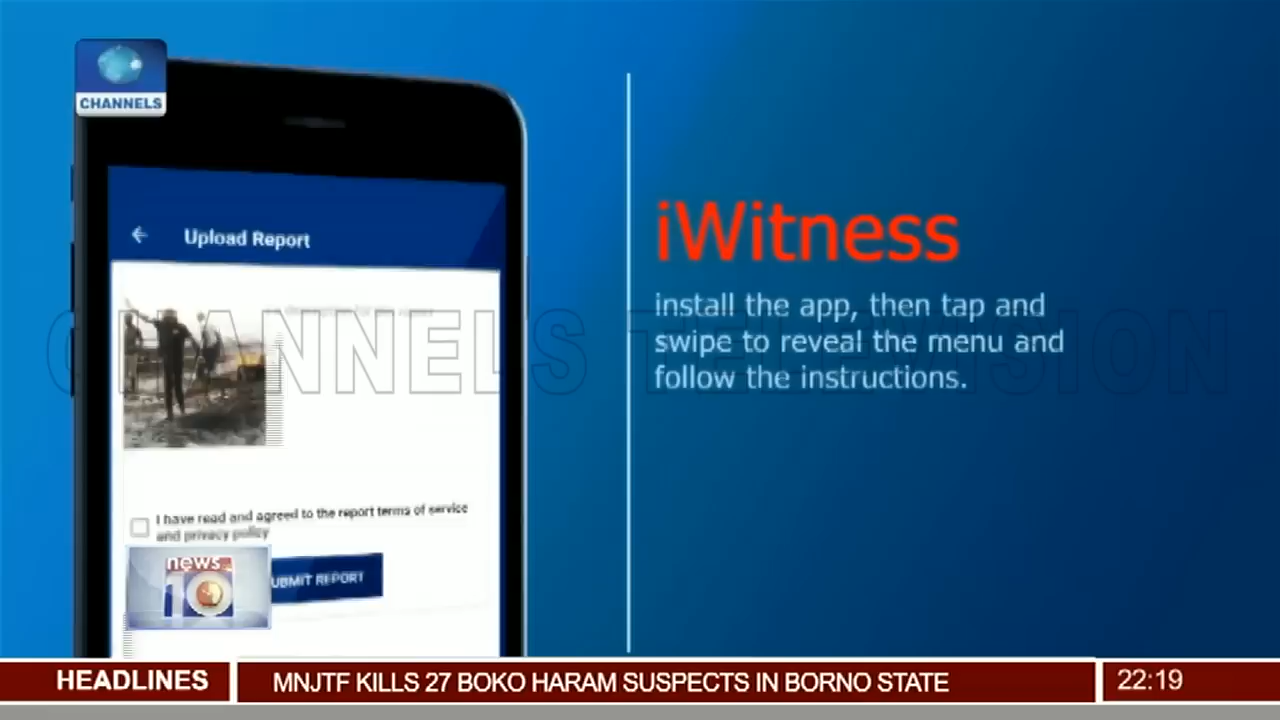 CHANNELS
Upload Report
I have read and agreed to the report terms of service
and privacy policy
UBMIT REPORT
news
10
iWitness
install the app, then tap and
swipe to reveal the menu and
follow the instructions.
CHANNELS TELEVISION
HEADLINES
MNJTF KILLS 27 BOKO HARAM SUSPECTS IN BORNO STATE
22:19